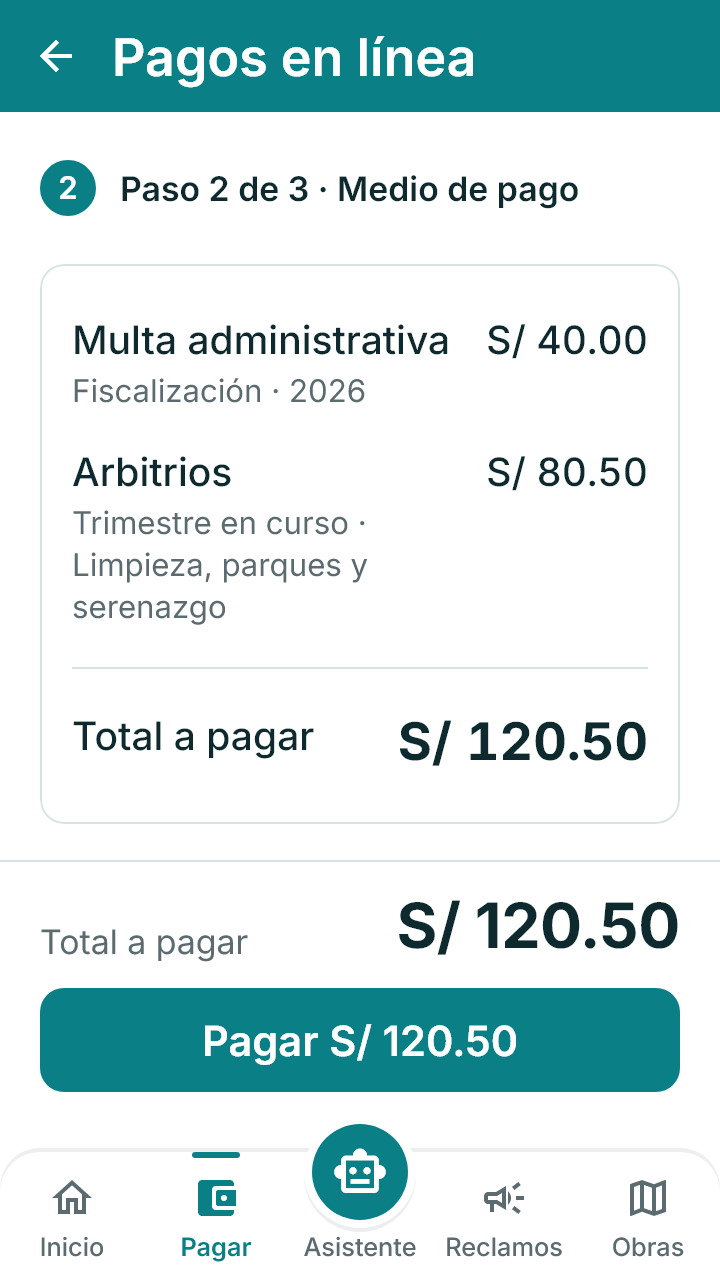 Pagos en línea
2 Paso 2 de 3 · Medio de pago
Multa administrativa S/ 40.00
Fiscalización · 2026
Arbitrios S/ 80.50
Trimestre en curso ·
Limpieza, parques y
serenazgo
Total a pagar S/ 120.50
Total a pagar S/ 120.50
Pagar S/ 120.50
Inicio Pagar Asistente Reclamos Obras